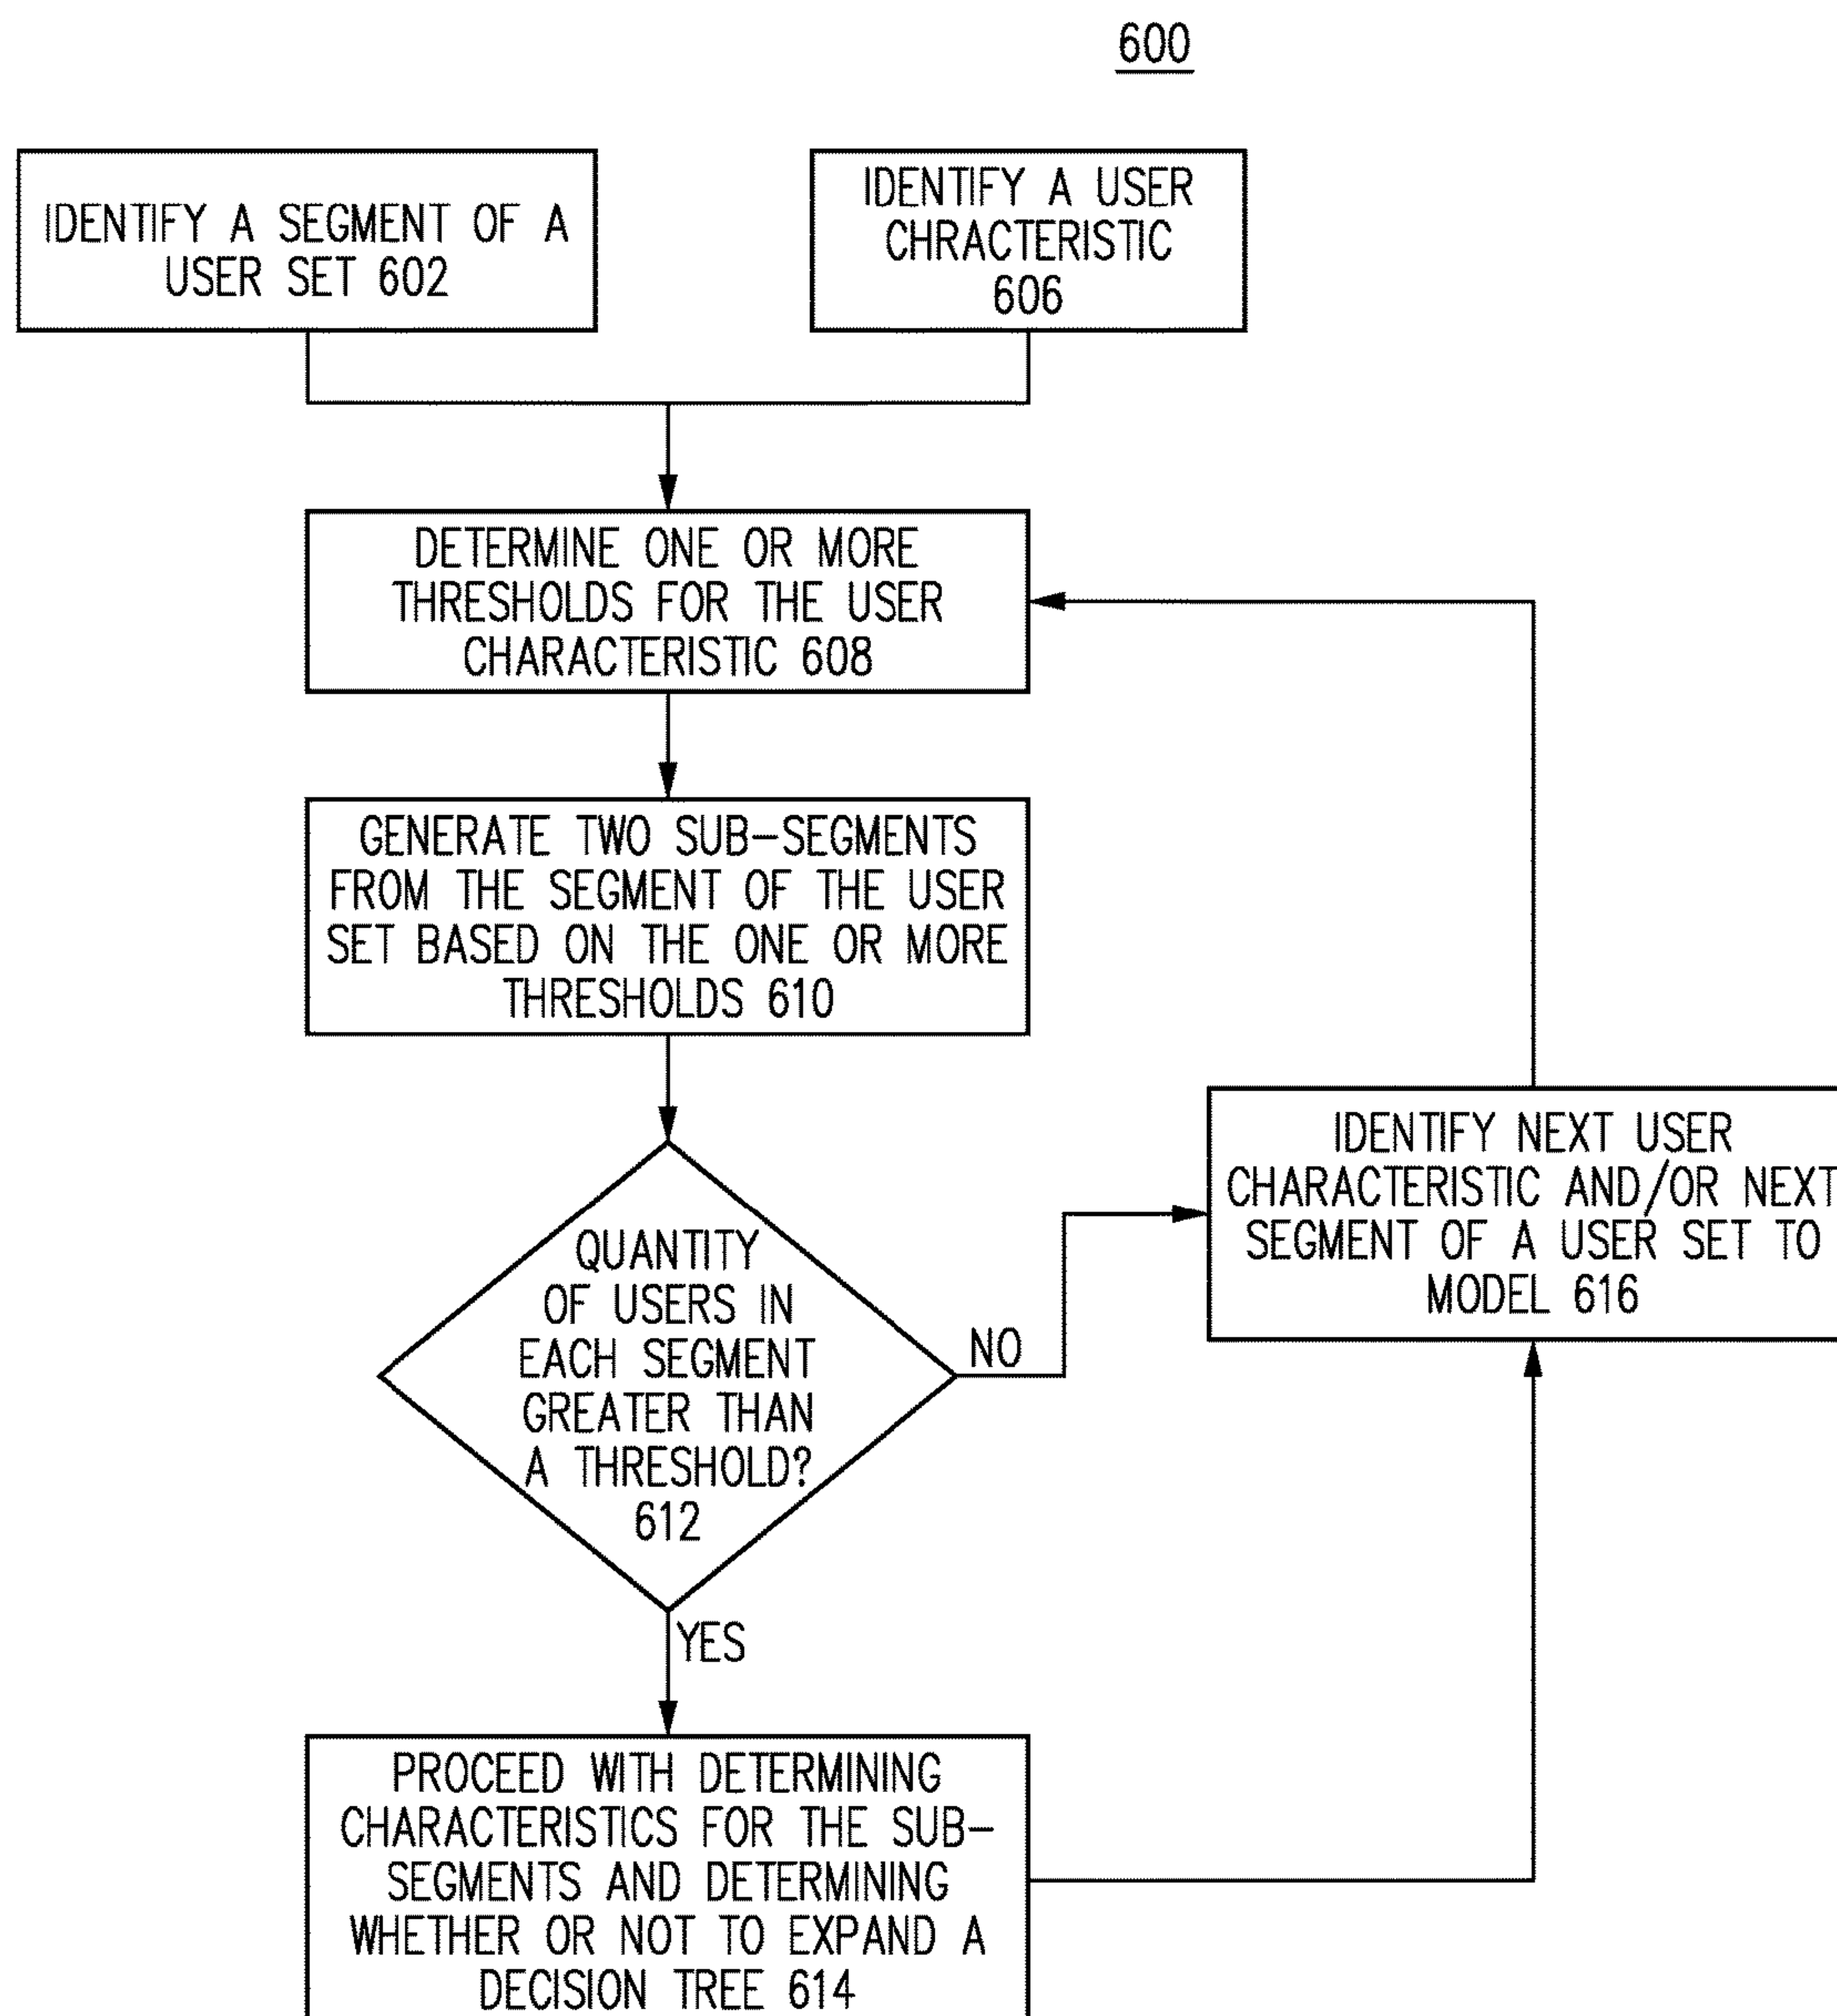 600
IDENTIFY A SEGMENT OF A
USER SET 602
IDENTIFY A USER
CHRACTERISTIC
606
DETERMINE ONE OR MORE
THRESHOLDS FOR THE USER
CHARACTERISTIC 608
GENERATE TWO SUB-SEGMENTS
FROM THE SEGMENT OF THE USER
SET BASED ON THE ONE OR MORE
THRESHOLDS 610
IDENTIFY NEXT USER
CHARACTERISTIC AND/OR NEXT
SEGMENT OF A USER SET TO
MODEL 616
QUANTITY
OF USERS IN
EACH SEGMENT
GREATER THAN
A THRESHOLD?
612
NO
YES
PROCEED WITH DETERMINING
CHARACTERISTICS FOR THE SUB-
SEGMENTS AND DETERMINING
WHETHER OR NOT TO EXPAND A
DECISION TREE 614